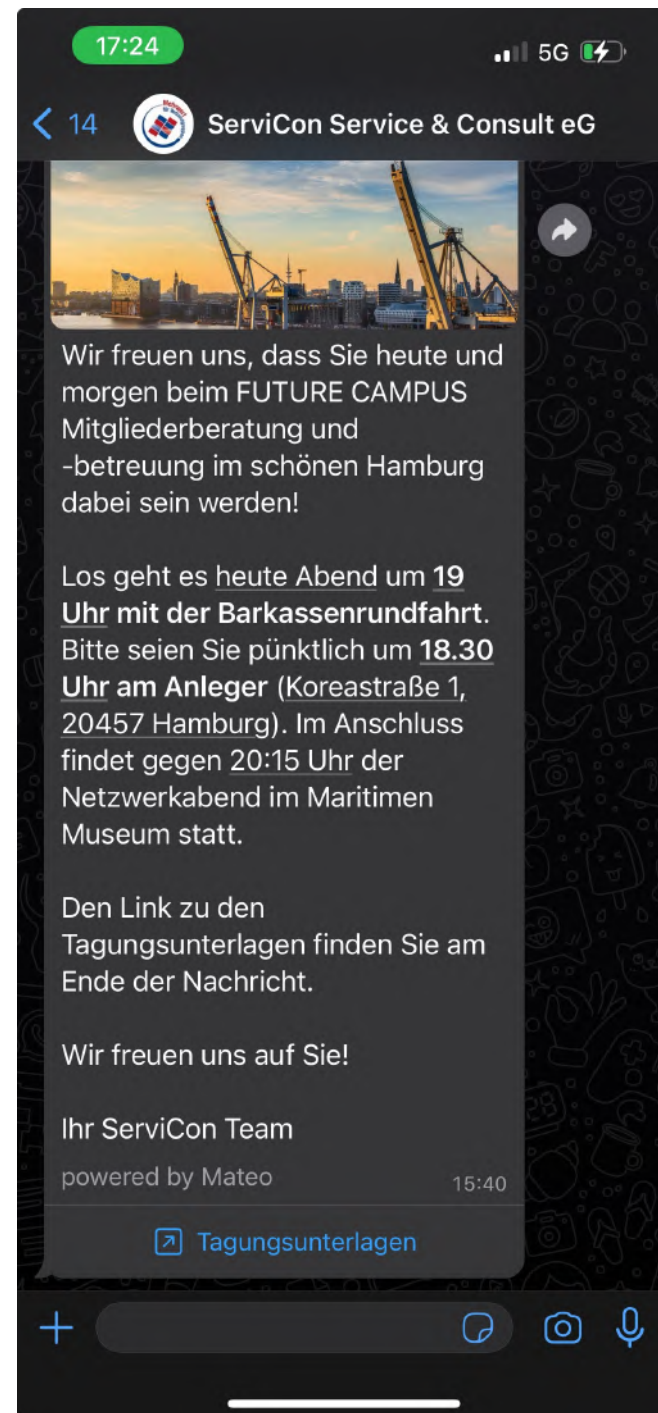 17:24
5G
14
Mehrwert
ServiCon Service & Consult eG
Wir freuen uns, dass Sie heute und
morgen beim FUTURE CAMPUS
Mitgliederberatung und
-betreuung im schönen Hamburg
dabei sein werden!
Los geht es heute Abend um 19
Uhr mit der Barkassenrundfahrt.
Bitte seien Sie pünktlich um 18.30
Uhr am Anleger (Koreastraße 1,
20457 Hamburg). Im Anschluss
findet gegen 20:15 Uhr der
Netzwerkabend im Maritimen
Museum statt.
Den Link zu den
Tagungsunterlagen finden Sie am
Ende der Nachricht.
Wir freuen uns auf Sie!
Ihr ServiCon Team
powered by Mateo
15:40
Tagungsunterlagen